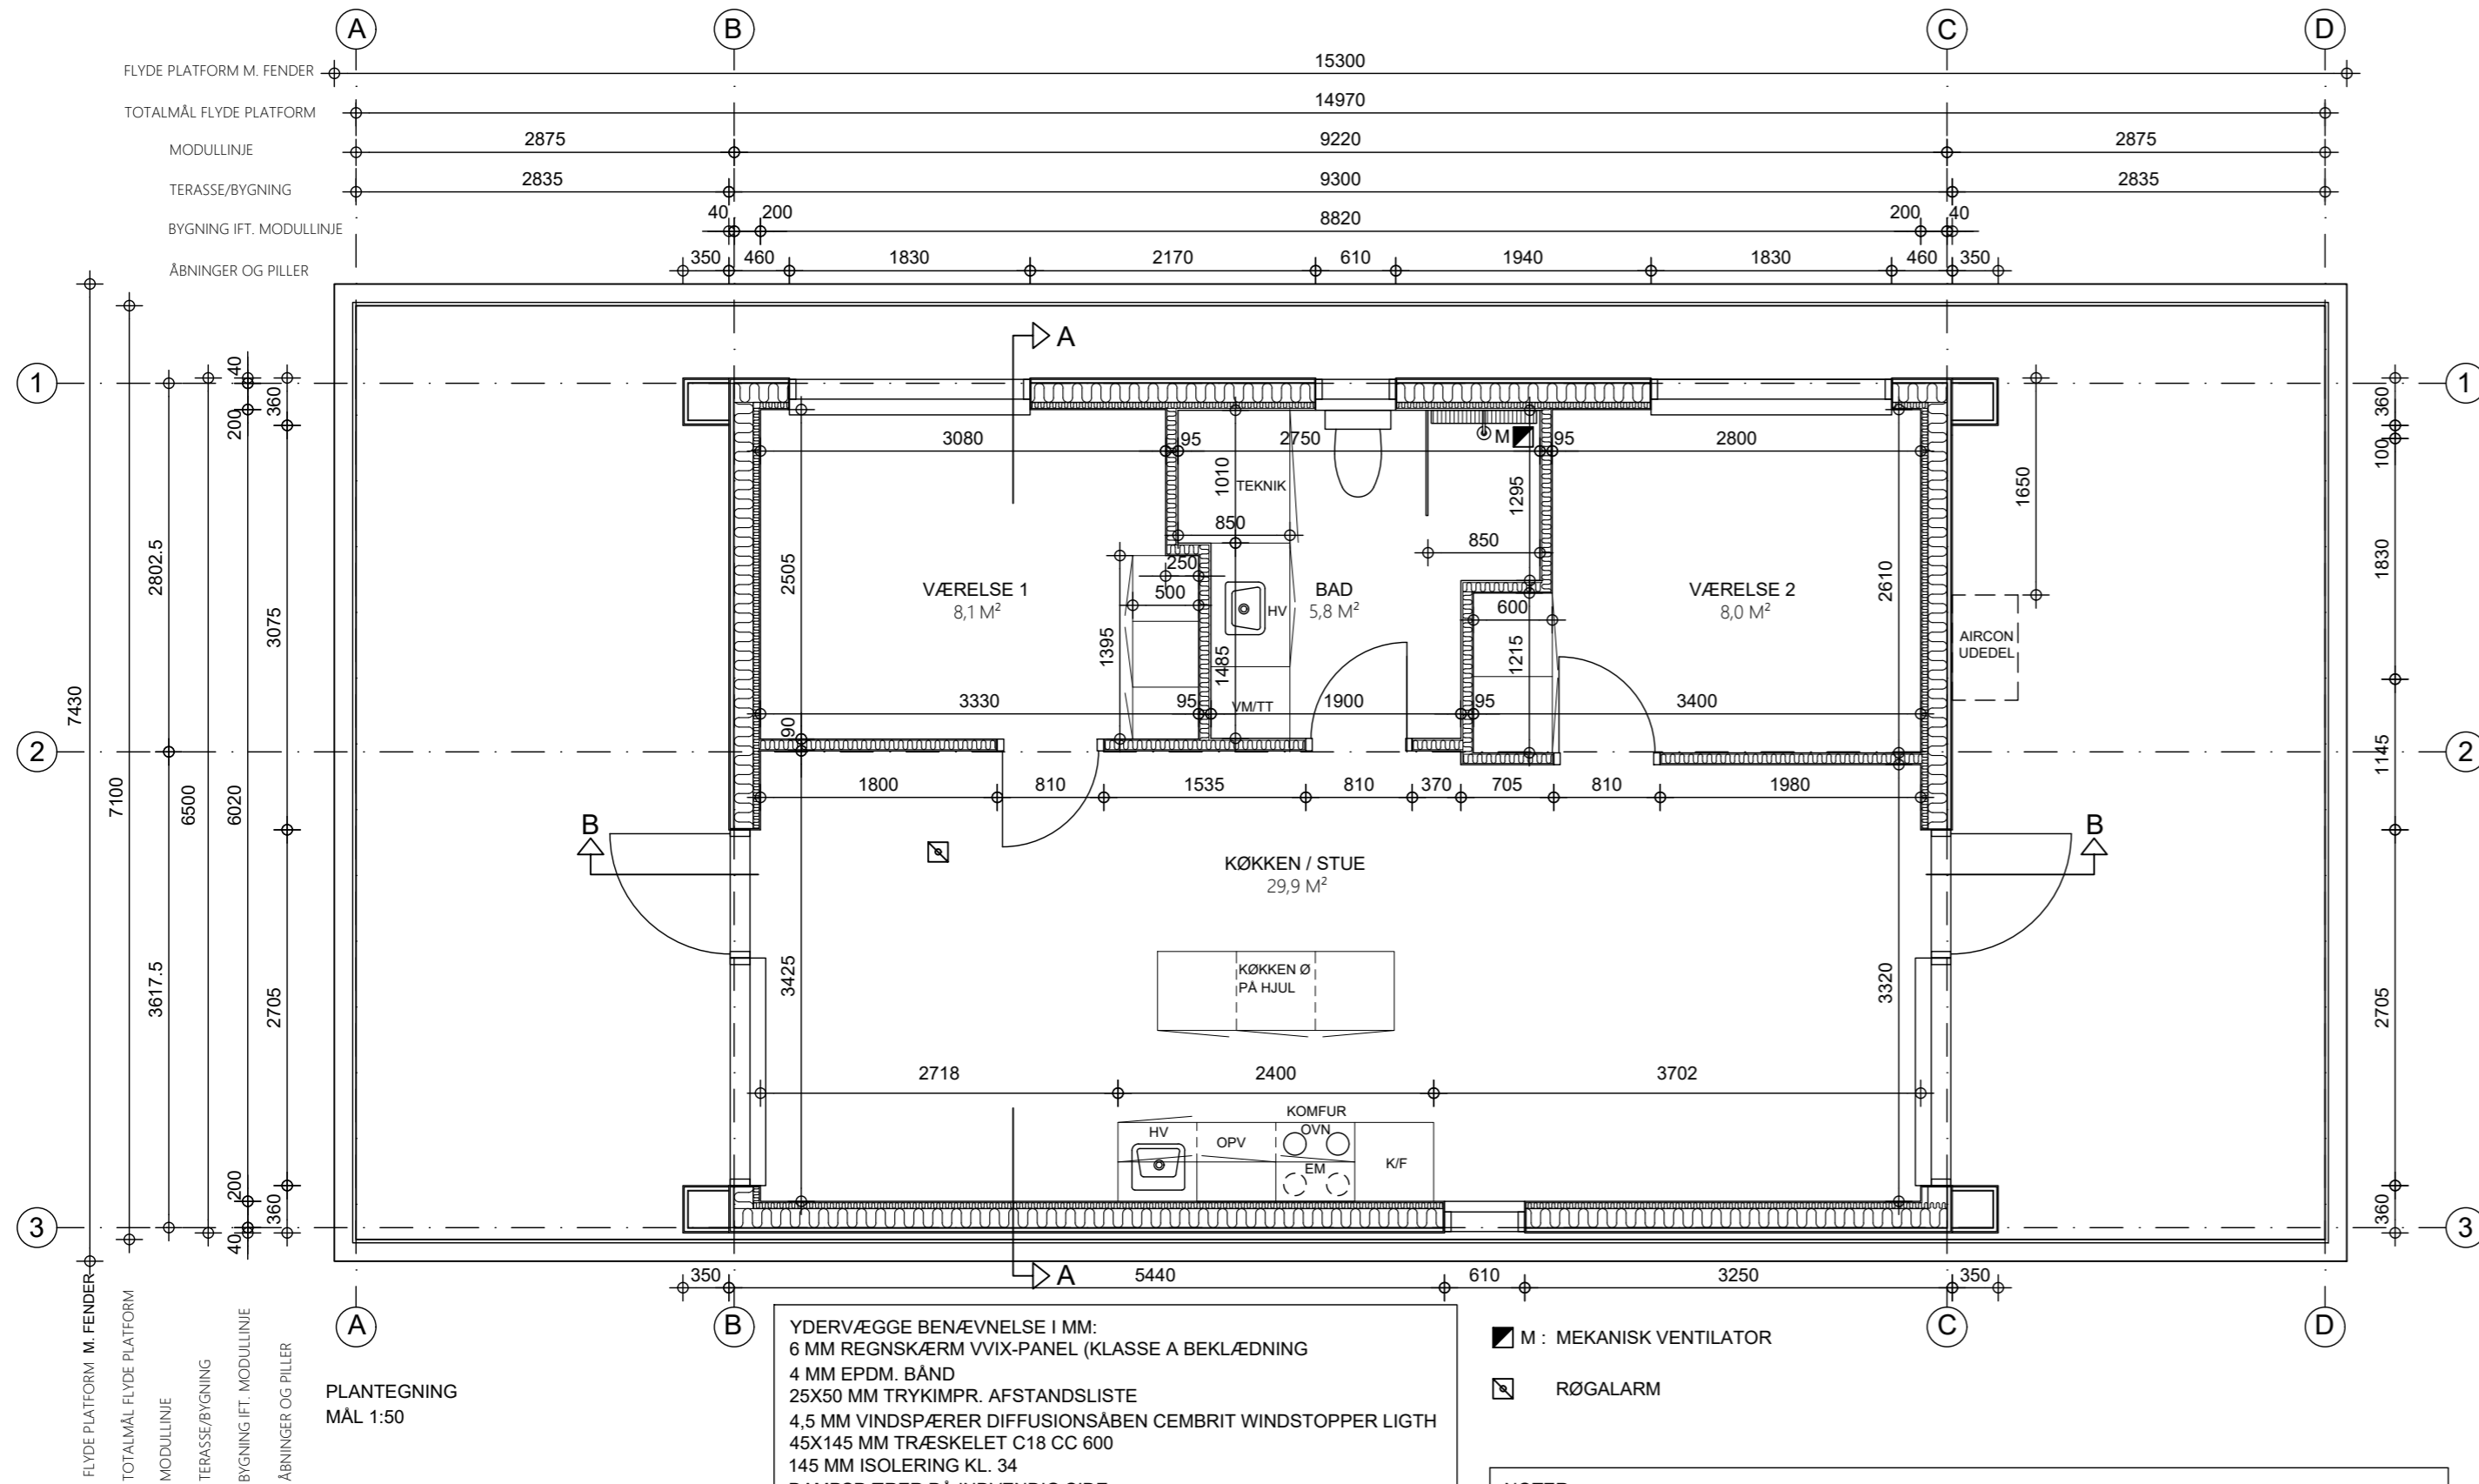 A B C D
FLYDE PLATFORM M. FENDER 15300
TOTALMÅL FLYDE PLATFORM 14970
MODULLINJE 2875 9220 2875
TERASSE/BYGNING 2835 9300 2835
BYGNING IFT. MODULLINJE 40 200 8820 200 40
ÅBNINGER OG PILLER 350 460 1830 2170 610 1940 1830 460 350
A
1 1
40
360
200
360
100
3080 95 2750 M 95 2800
1010
TEKNIK
1295
1650
850
850
2802.5
2505
250
2610
1830
3075
VÆRELSE 1
8,1 M²
500
HV
BAD
5,8 M²
600
VÆRELSE 2
8,0 M²
AIRCON
UDEDEL
1395
1485
1215
3330 95 VM/TT 1900 95 3400
90
7430
7100
6500
6020
2 2
1145
1800 810 1535 810 370 705 810 1980
B B
KØKKEN / STUE
29,9 M²
3617.5
2705
3425
KØKKEN Ø
PÅ HJUL
3320
2705
2718 2400 3702
KOMFUR
HV OPV OVN
EM K/F
200
360
40
360
3 3
350 A 5440 610 3250 350
A B C D
FLYDE PLATFORM M. FENDER
TOTALMÅL FLYDE PLATFORM
MODULLINJE
TERASSE/BYGNING
BYGNING IFT. MODULLINJE
ÅBNINGER OG PILLER
PLANTEGNING
MÅL 1:50
YDERVÆGGE BENÆVNELSE I MM:
6 MM REGNSKÆRM VVIX-PANEL (KLASSE A BEKLÆDNING
4 MM EPDM. BÅND
25X50 MM TRYKIMPR. AFSTANDSLISTE
4,5 MM VINDSPÆRER DIFFUSIONSÅBEN CEMBRIT WINDSTOPPER LIGTH
45X145 MM TRÆSKELET C18 CC 600
145 MM ISOLERING KL. 34
M : MEKANISK VENTILATOR
RØGALARM